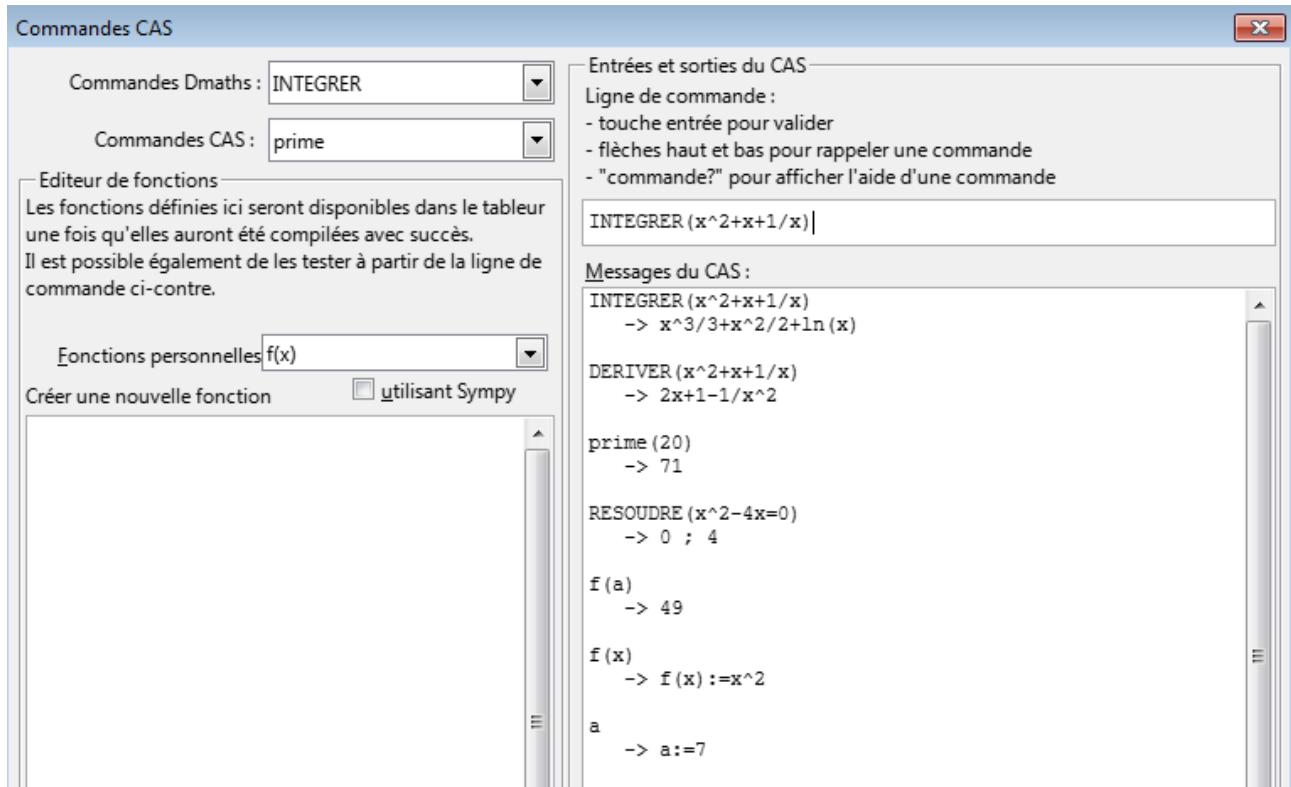 Commandes CAS
Commandes Dmaths : INTEGRER
Commandes CAS : prime
Editeur de fonctions
Les fonctions définies ici seront disponibles dans le tableur
une fois qu'elles auront été compilées avec succès.
Il est possible également de les tester à partir de la ligne de
commande ci-contre.
Fonctions personnelles f(x)
Créer une nouvelle fonction
utilisant Sympy
Entrées et sorties du CAS
Ligne de commande :
- touche entrée pour valider
- flèches haut et bas pour rappeler une commande
- "commande?" pour afficher l'aide d'une commande
INTEGRER(x^2+x+1/x)
Messages du CAS :
INTEGRER(x^2+x+1/x)
-> x^3/3+x^2/2+ln(x)
DERIVER(x^2+x+1/x)
-> 2x+1-1/x^2
prime(20)
-> 71
RESOUDRE(x^2-4x=0)
-> 0 ; 4
f(a)
-> 49
f(x)
-> f(x):=x^2
a
-> a:=7